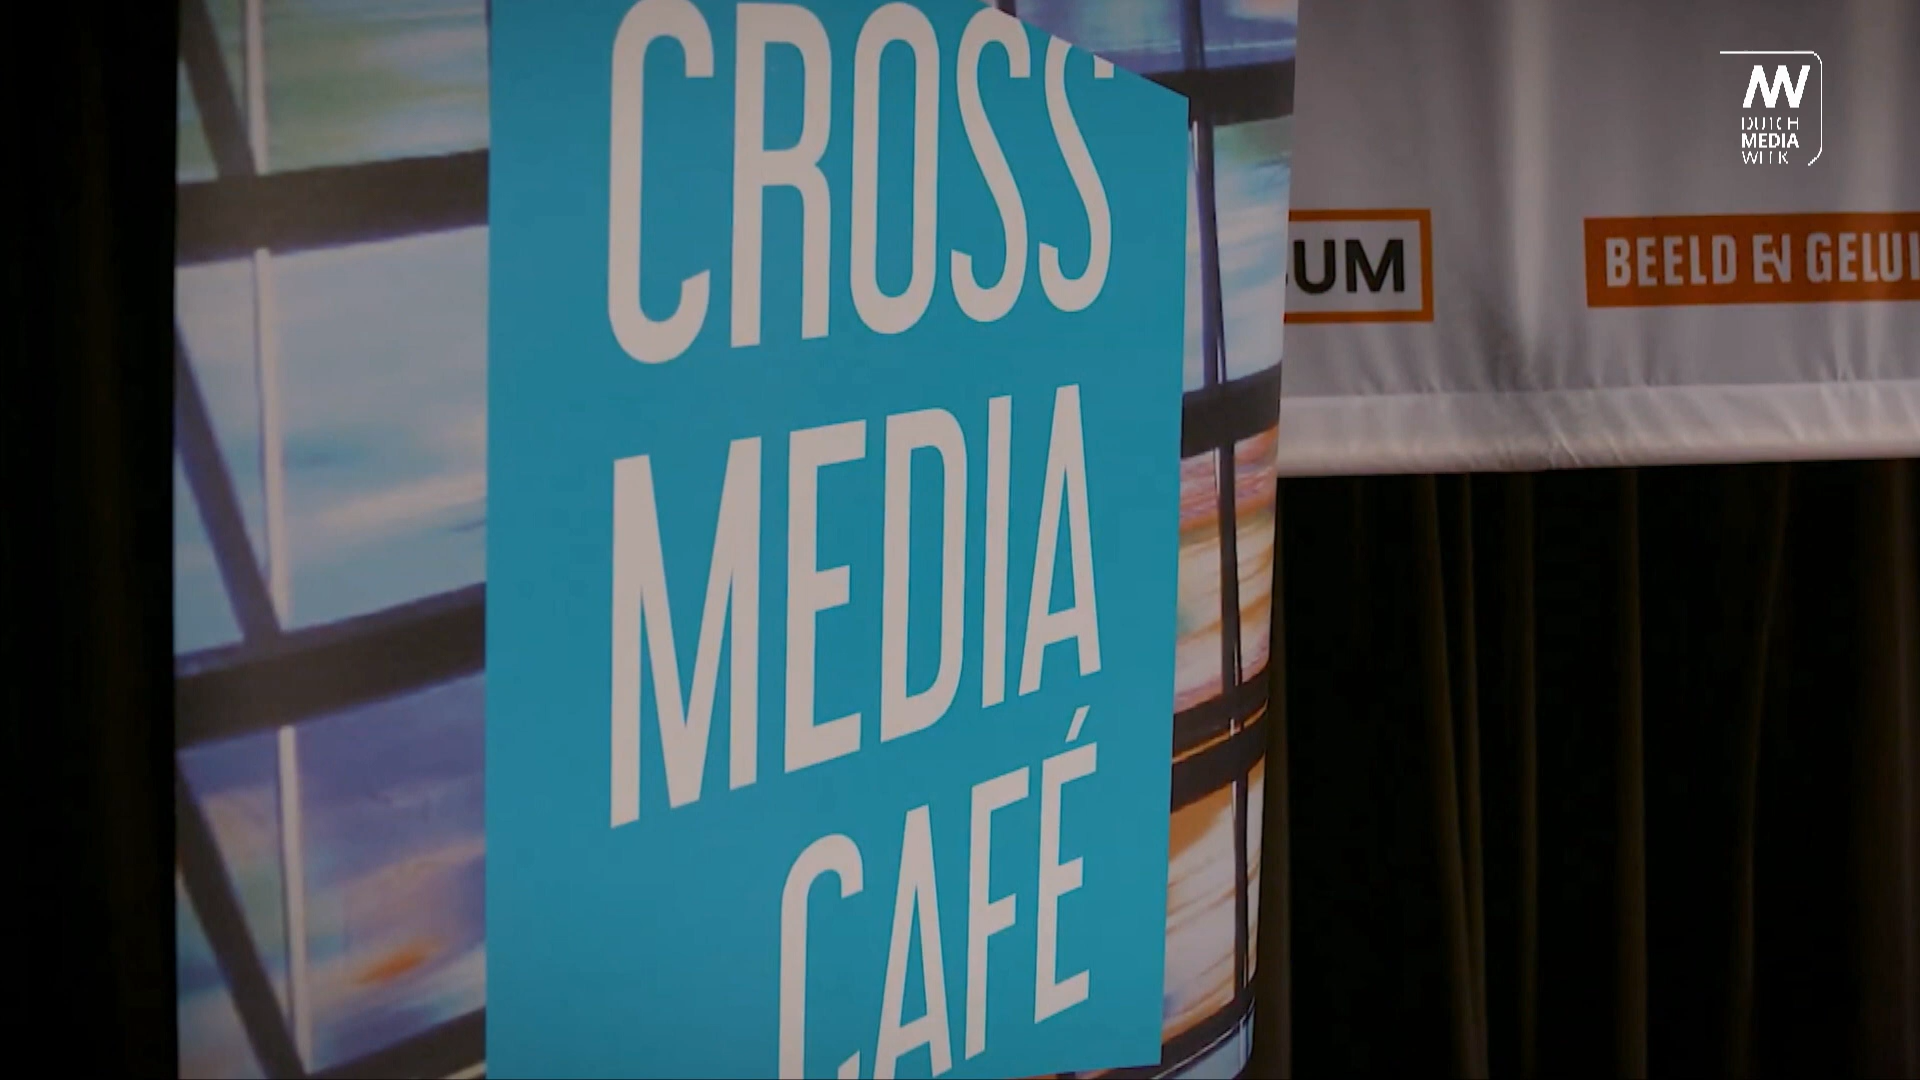 CROSS
MEDIA
CAFÉ
UM
BEELD EN GELUI
DUTCH
MEDIA
WEEK